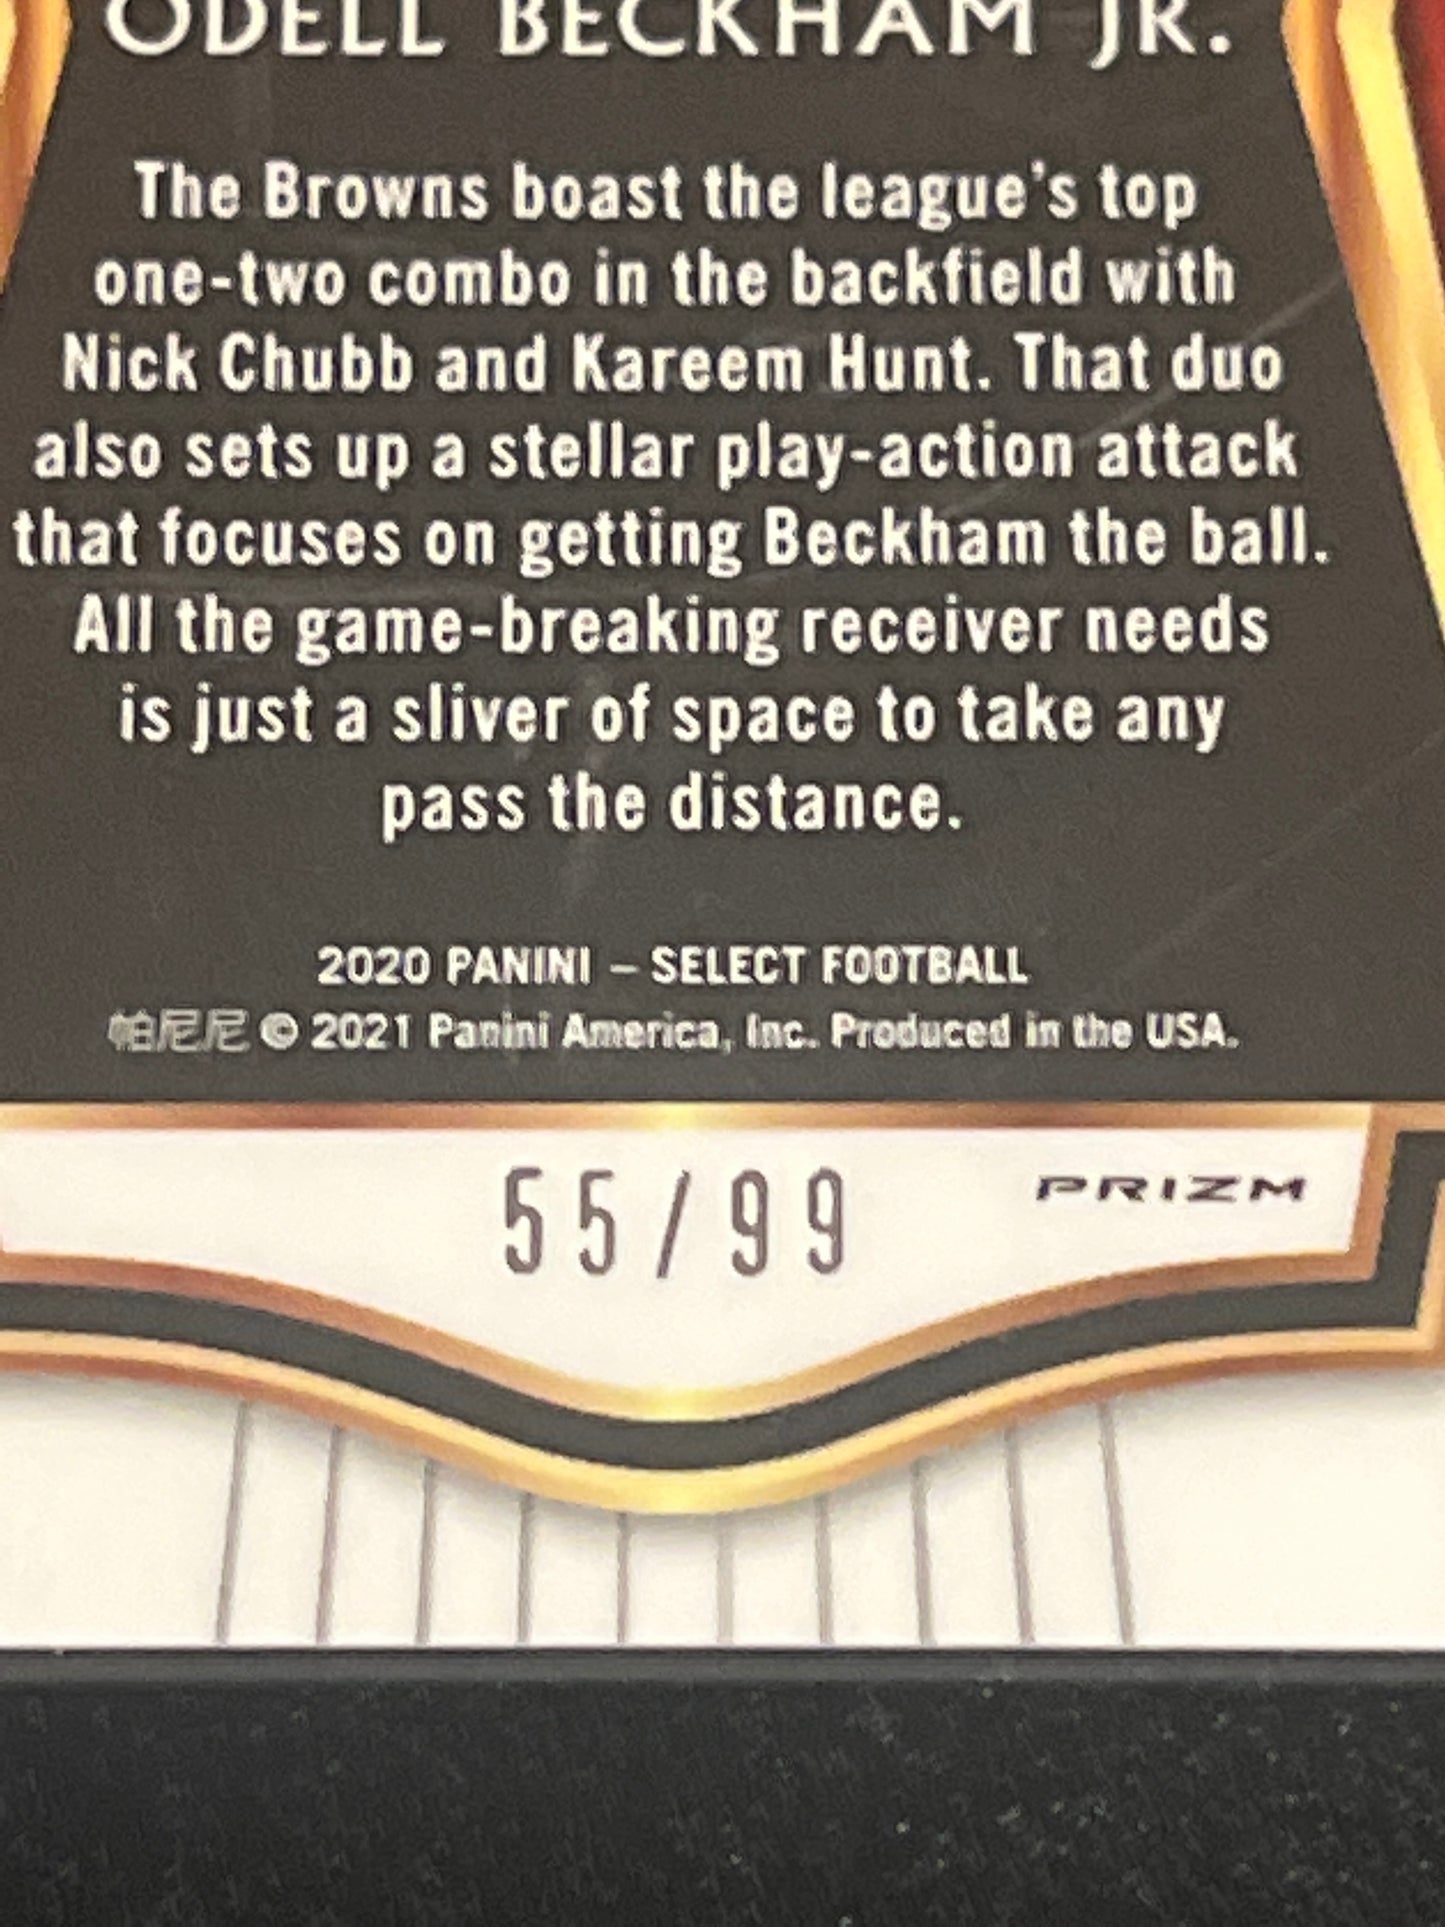 ODELL BECKHAM JR.
The Browns boast the league's top
one-two combo in the backfield with
Nick Chubb and Kareem Hunt. That duo
also sets up a stellar play-action attack
that focuses on getting Beckham the ball.
All the game-breaking receiver needs
is just a sliver of space to take any
pass the distance.
2020 PANINI – SELECT FOOTBALL
帕尼尼 © 2021 Panini America, Inc. Produced in the USA.
55/99
PRIZM